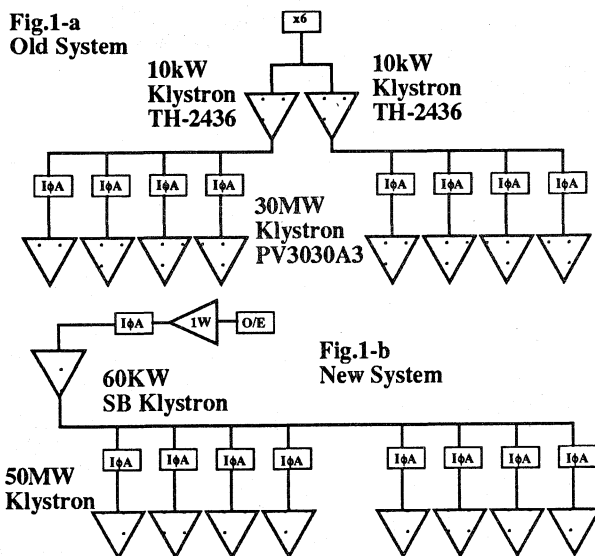 Fig.1-a
Old System
x6
10kW
Klystron
TH-2436
10kW
Klystron
TH-2436
IφA IφA IφA IφA IφA IφA IφA IφA
30MW
Klystron
PV3030A3
IφA 1W O/E
Fig.1-b
New System
60KW
SB Klystron
IφA IφA IφA IφA IφA IφA IφA IφA
50MW
Klystron